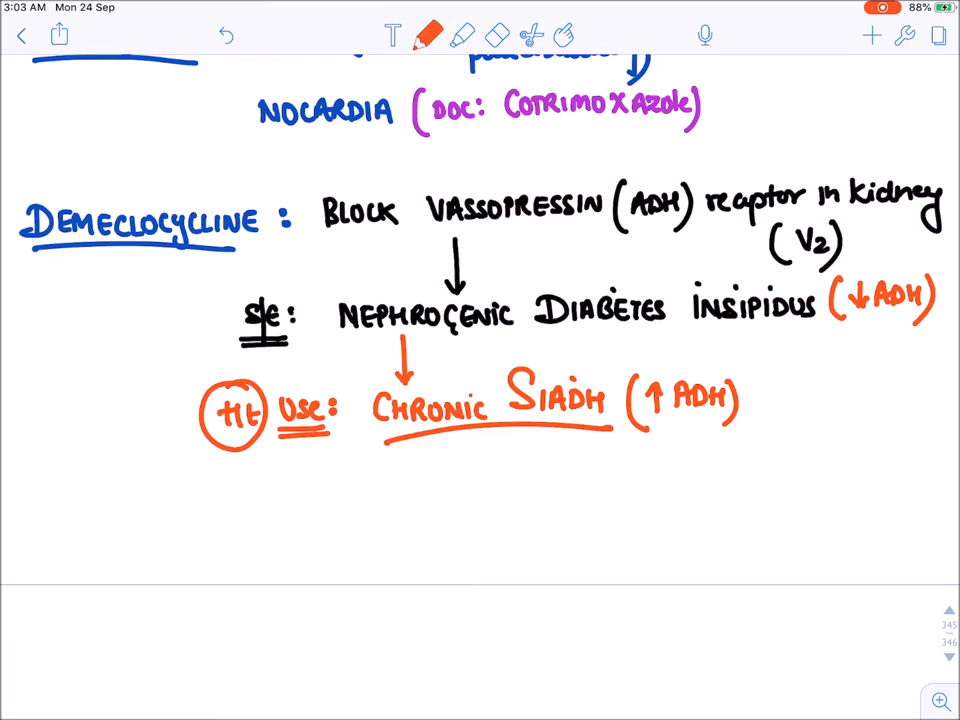 3:03 AM Mon 24 Sep
88%
T
NOCARDIA (DOC: COTRIMOXAZOLE)
DEMECLOCYCLINE : BLOCK VASSOPRESSIN (ADH) reaptor in kidney
(V2)
S/E : NEPHROGENIC DIABETES INSIPIDUS (↓ ADH)
USE : CHRONIC SIADH (↑ ADH)
345
346